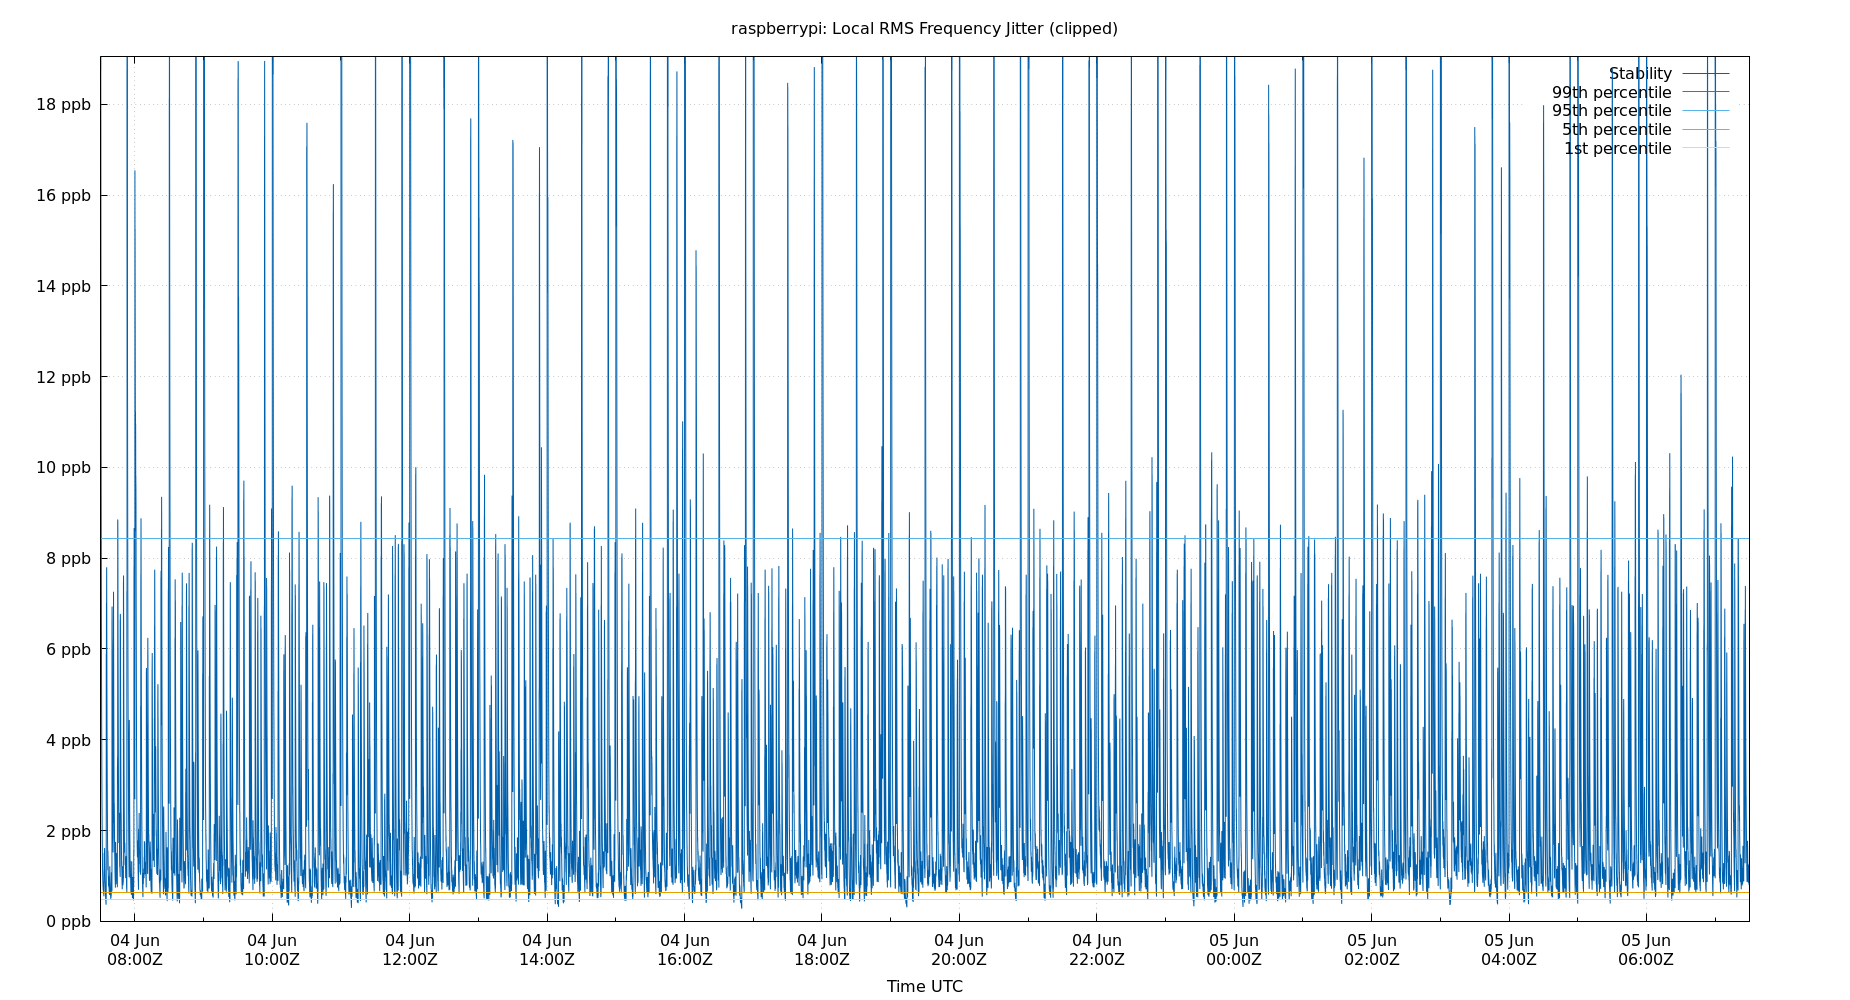 raspberrypi: Local RMS Frequency Jitter (clipped)
Stability
99th percentile
95th percentile
5th percentile
1st percentile
18 ppb
16 ppb
14 ppb
12 ppb
10 ppb
8 ppb
6 ppb
4 ppb
2 ppb
0 ppb
04 Jun 04 Jun 04 Jun 04 Jun 04 Jun 04 Jun 04 Jun 04 Jun 05 Jun 05 Jun 05 Jun 05 Jun
08:00Z 10:00Z 12:00Z 14:00Z 16:00Z 18:00Z 20:00Z 22:00Z 00:00Z 02:00Z 04:00Z 06:00Z
Time UTC